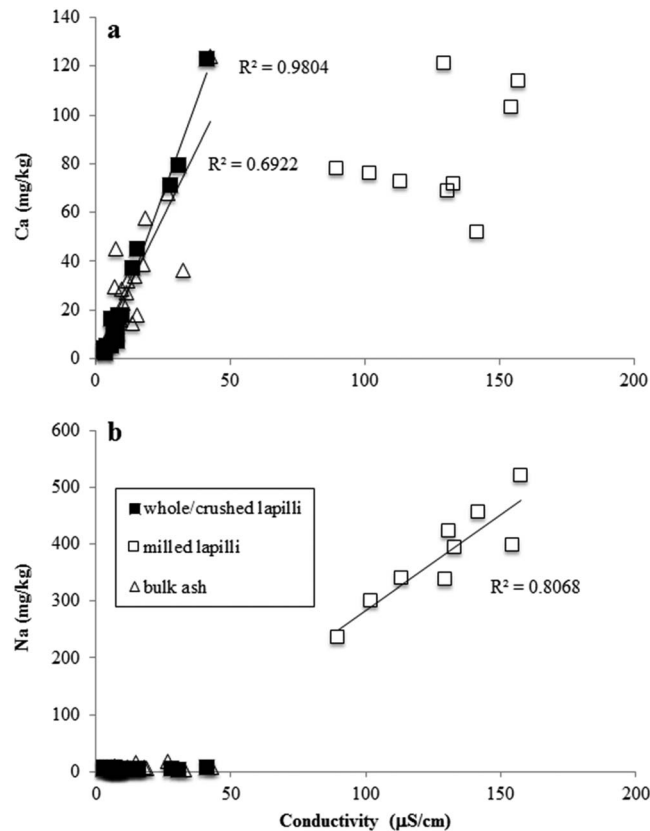 a
140
120
100
80
60
40
20
0
Ca (mg/kg)
R² = 0.9804
R² = 0.6922
0 50 100 150 200
b
600
500
400
300
200
100
0
Na (mg/kg)
whole/crushed lapilli
milled lapilli
bulk ash
R² = 0.8068
0 50 100 150 200
Conductivity (µS/cm)